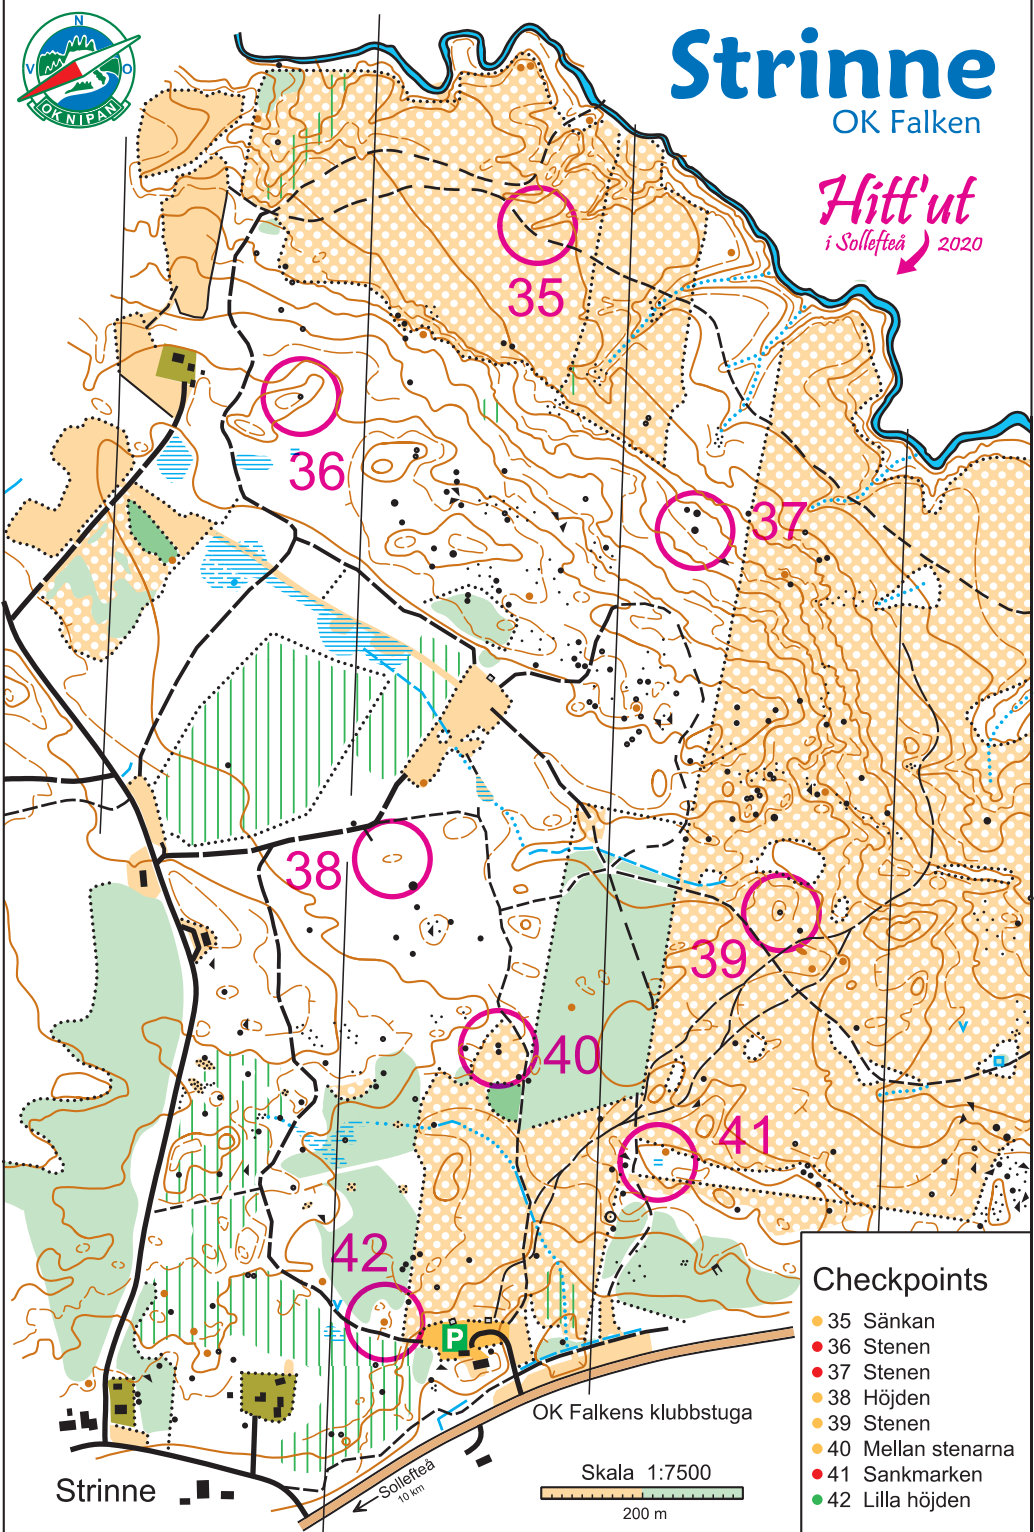 N
V O
OK NIPAN
Strinne
OK Falken
Hitt'ut
i Sollefteå 2020
35
36
37
38
39
40
41
42
P
OK Falkens klubbstuga
Strinne
Sollefteå
10 km
Skala 1:7500
200 m
Checkpoints
35 Sänkan
36 Stenen
37 Stenen
38 Höjden
39 Stenen
40 Mellan stenarna
41 Sankmarken
42 Lilla höjden